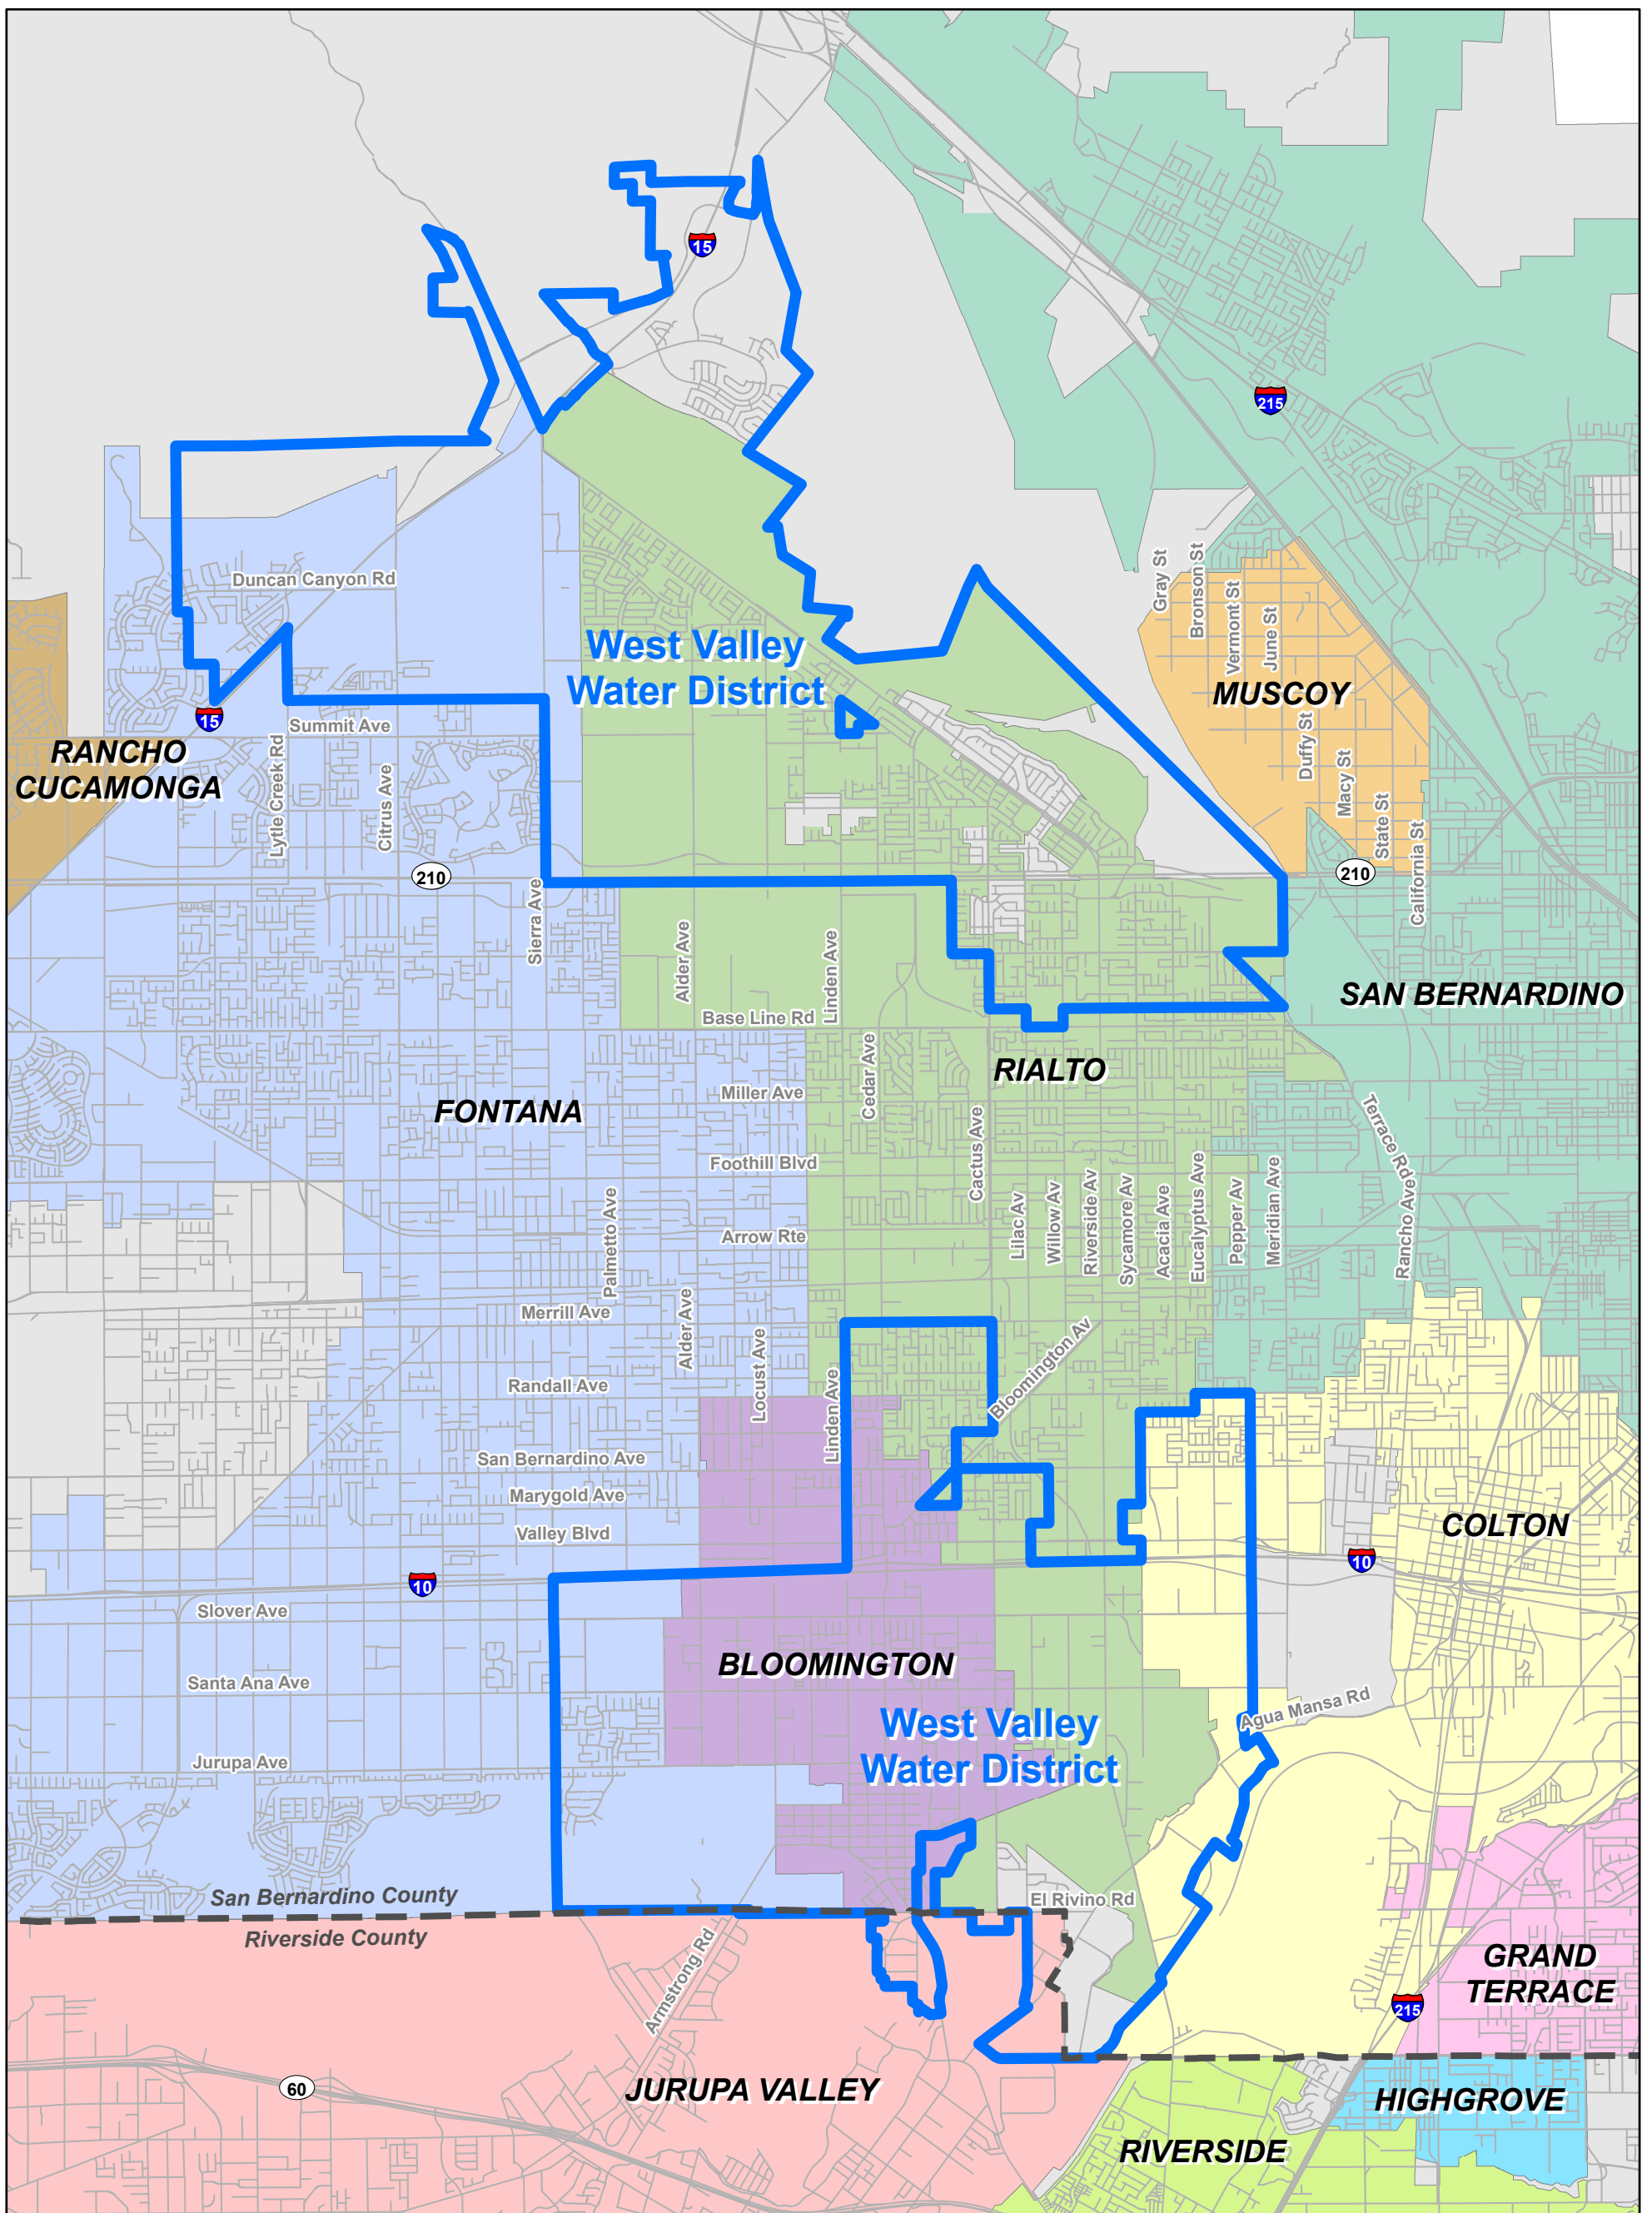 15
215
Gray St
Bronson St
Vermont St
June St
Duncan Canyon Rd
West Valley
Water District
MUSCOY
15
Summit Ave
RANCHO
CUCAMONGA
Lytle Creek Rd
Citrus Ave
Duffy St
Macy St
State St
California St
210
210
Sierra Ave
Alder Ave
Linden Ave
SAN BERNARDINO
Base Line Rd
Cedar Ave
RIALTO
Miller Ave
FONTANA
Terrace Rd
Cactus Ave
Foothill Blvd
Palmetto Ave
Lilac Av
Willow Av
Riverside Av
Sycamore Av
Acacia Ave
Eucalyptus Ave
Pepper Av
Meridian Ave
Rancho Ave
Arrow Rte
Merrill Ave
Alder Ave
Locust Ave
Linden Ave
Bloomington Av
Randall Ave
San Bernardino Ave
Marygold Ave
Valley Blvd
COLTON
10
10
Slover Ave
BLOOMINGTON
Santa Ana Ave
Agua Mansa Rd
West Valley
Water District
Jurupa Ave
San Bernardino County
El Rivino Rd
Riverside County
Armstrong Rd
GRAND
TERRACE
215
60
JURUPA VALLEY
HIGHGROVE
RIVERSIDE